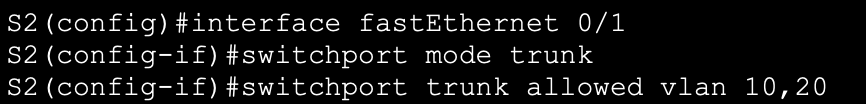 S2(config)#interface fastEthernet 0/1
S2(config-if)#switchport mode trunk
S2(config-if)#switchport trunk allowed vlan 10,20